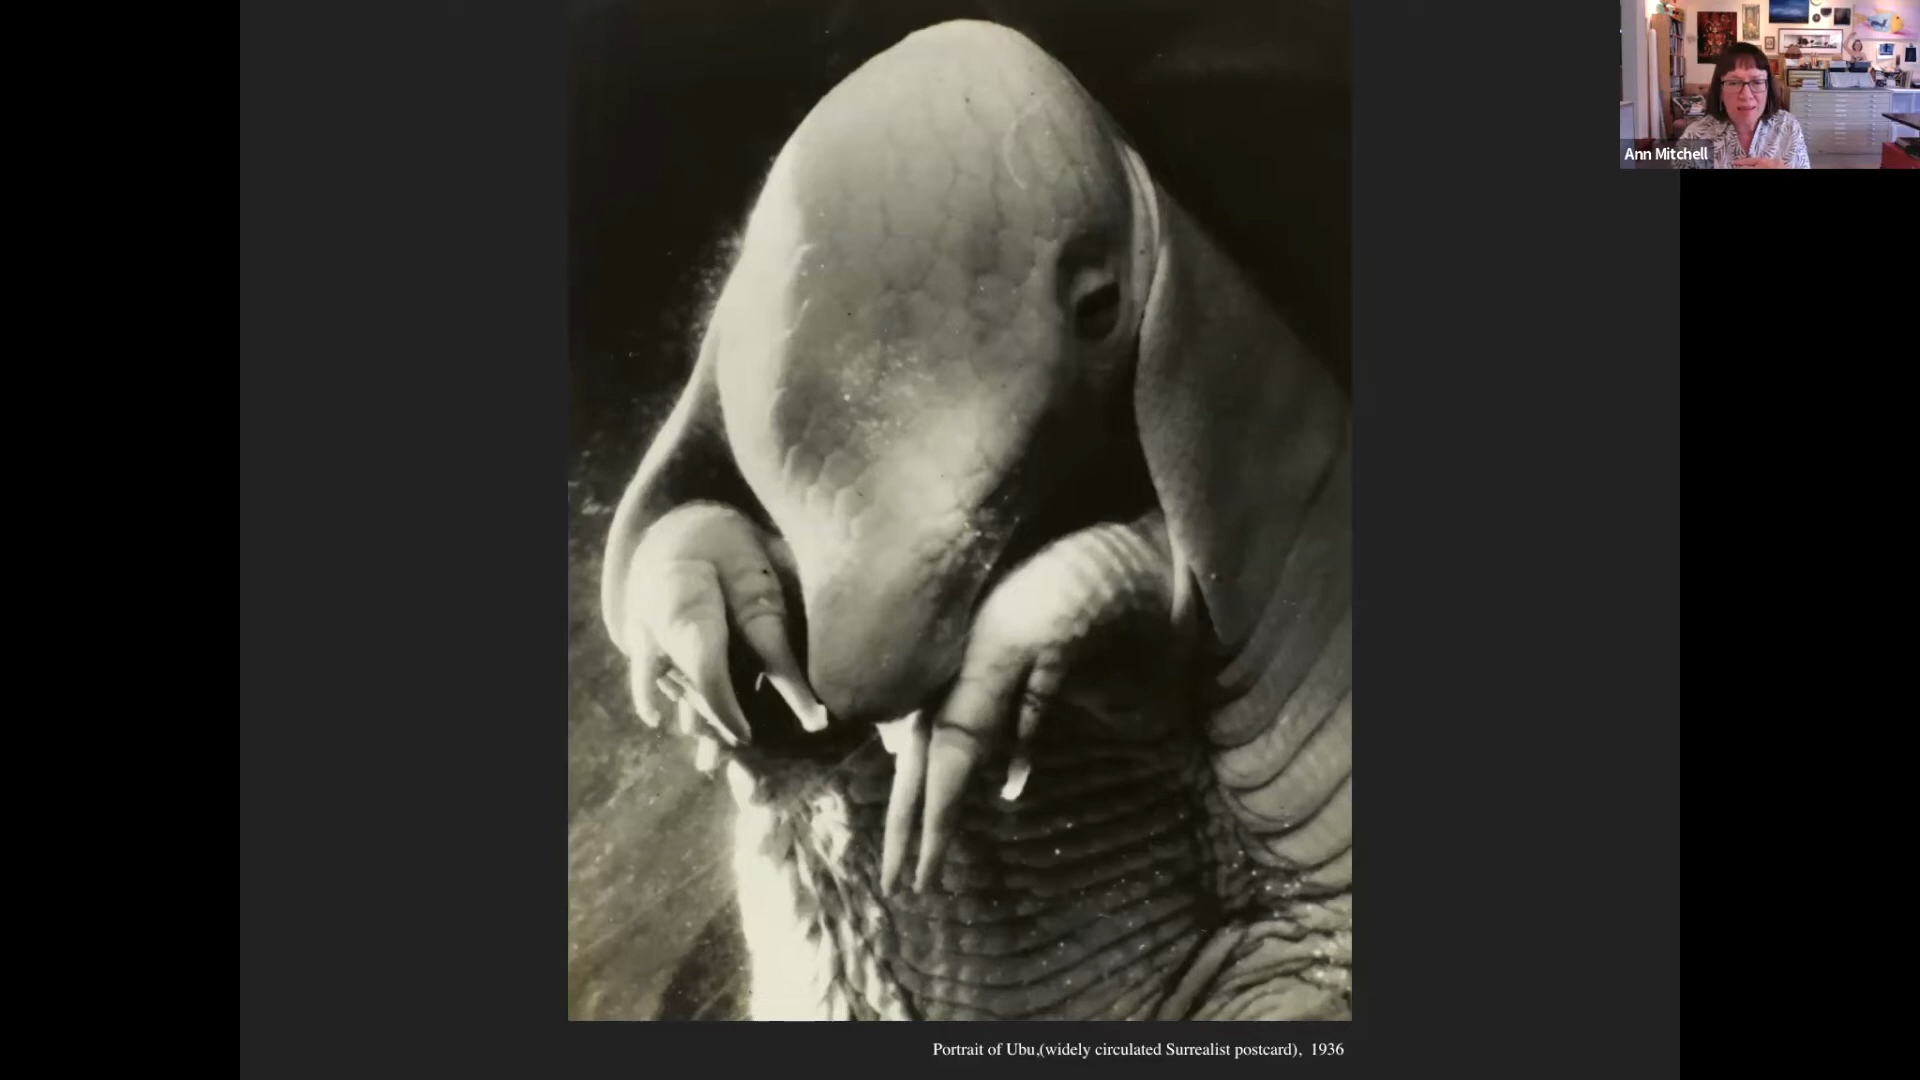 Ann Mitchell
Portrait of Ubu,(widely circulated Surrealist postcard), 1936